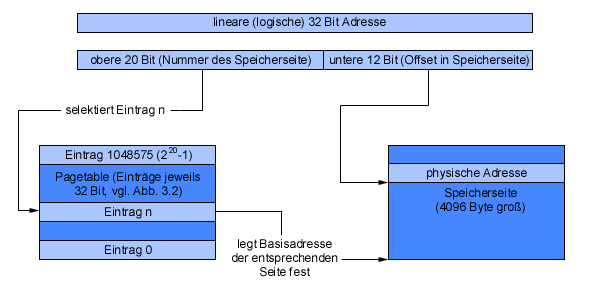 lineare (logische) 32 Bit Adresse
obere 20 Bit (Nummer des Speicherseite)
untere 12 Bit (Offset in Speicherseite)
selektiert Eintrag n
Eintrag 1048575 (2^20-1)
Pagetable (Einträge jeweils
32 Bit, vgl. Abb. 3.2)
Eintrag n
Eintrag 0
legt Basisadresse
der entsprechenden
Seite fest
physische Adresse
Speicherseite
(4096 Byte groß)